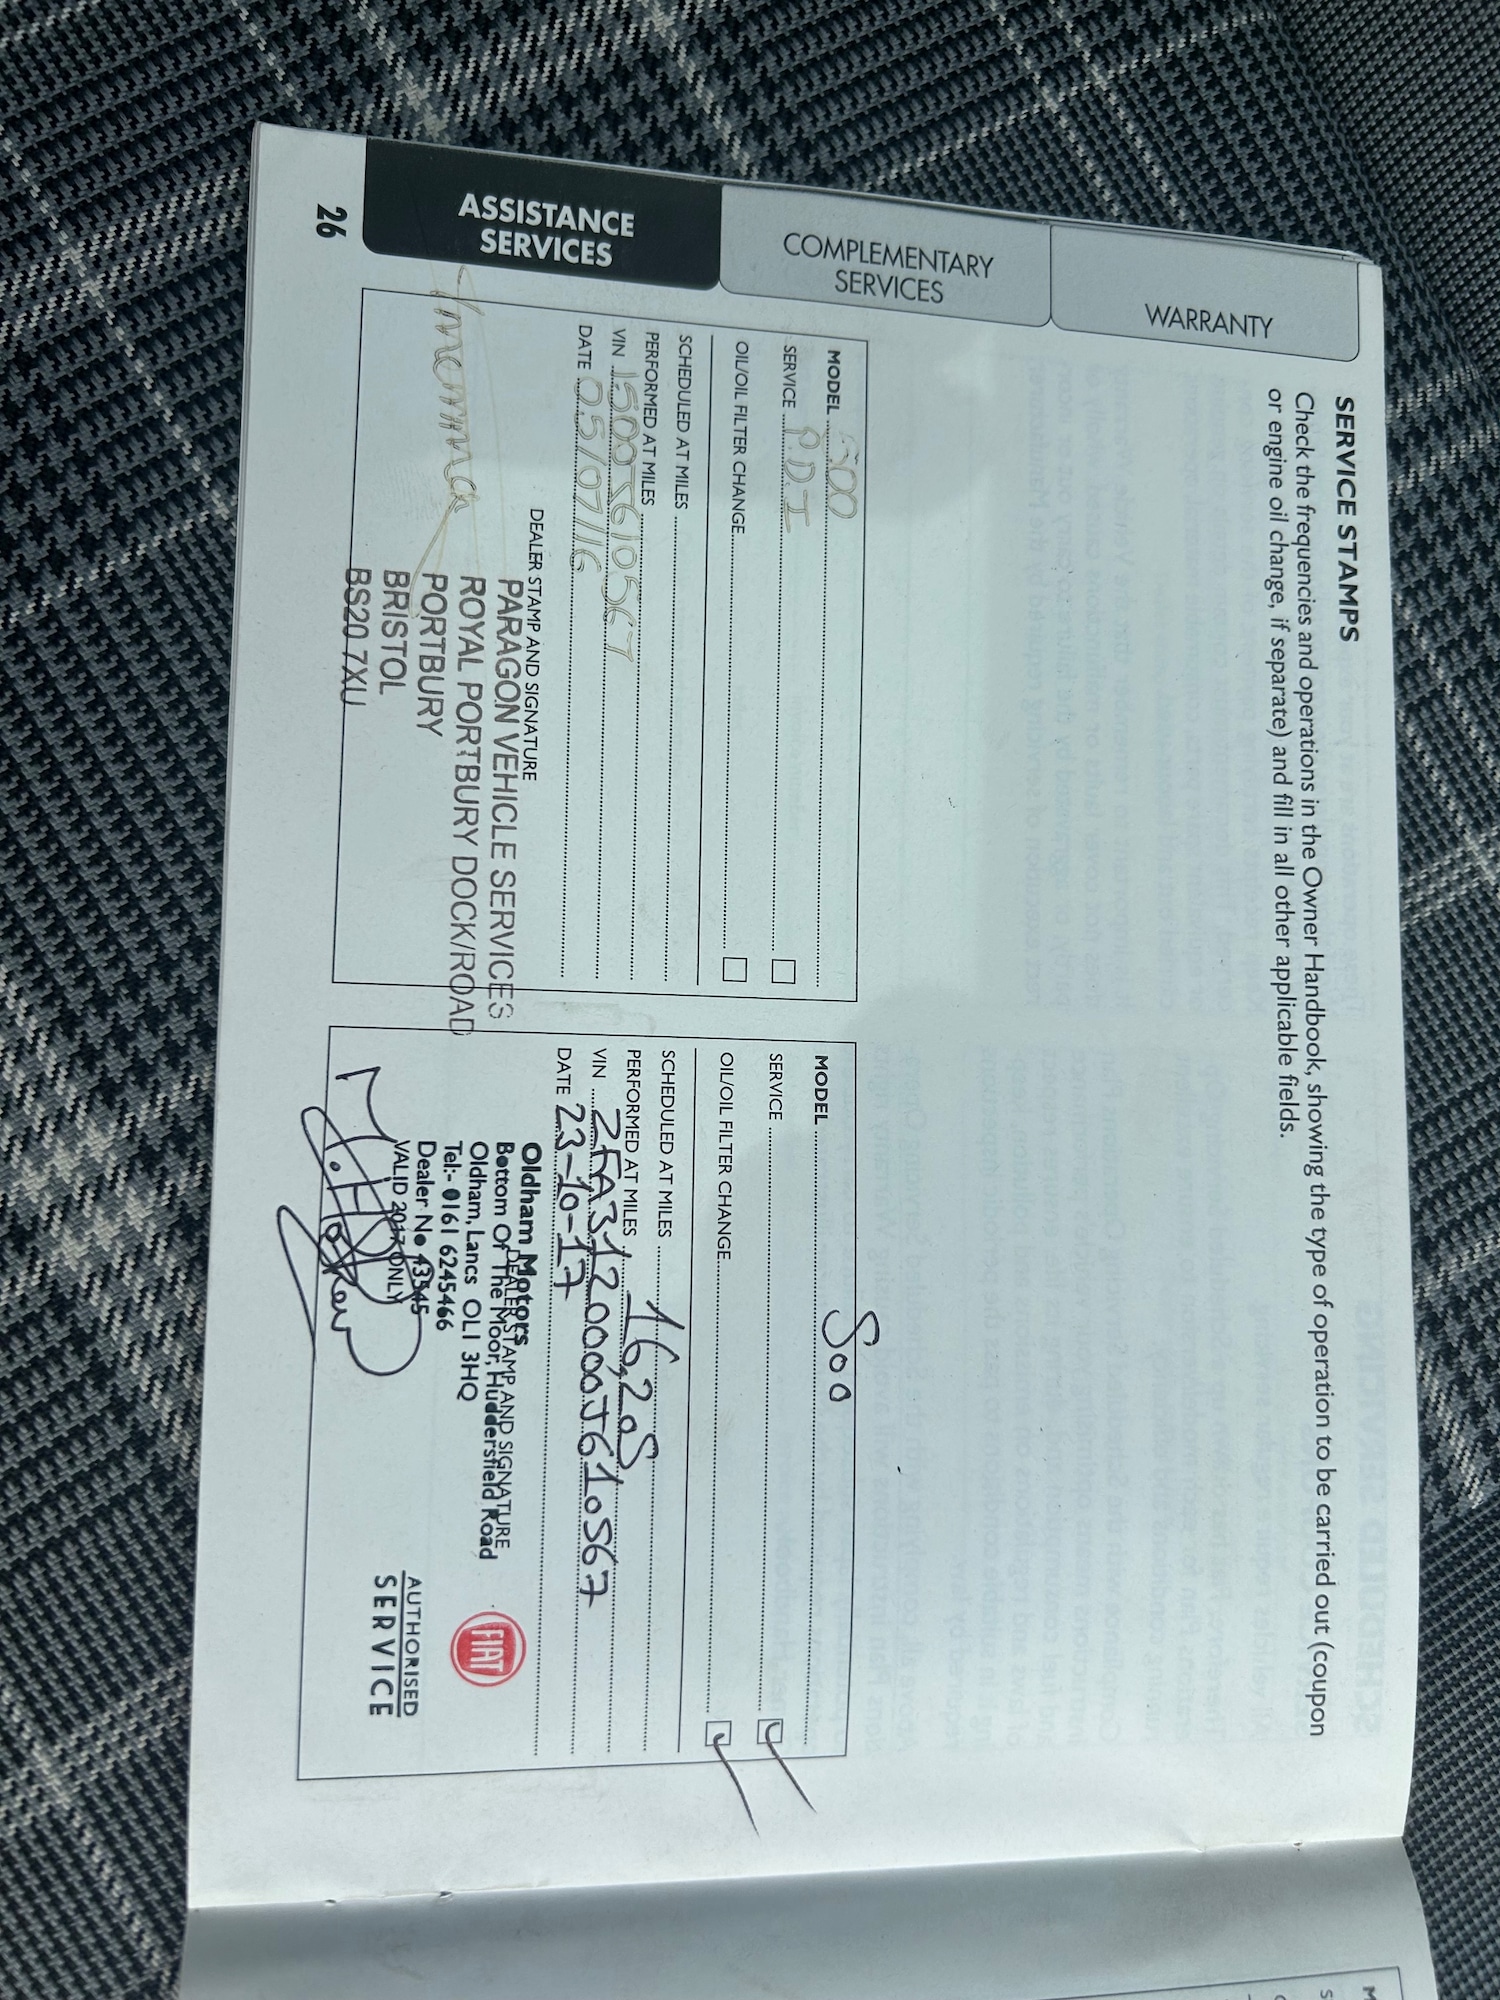 SERVICE STAMPS
Check the frequencies and operations in the Owner Handbook, showing the type of operation to be carried out (coupon
or engine oil change, if separate) and fill in all other applicable fields.
WARRANTY
COMPLEMENTARY
SERVICES
ASSISTANCE
SERVICES
26
MODEL 500
SERVICE P.D.I
OIL/OIL FILTER CHANGE
SCHEDULED AT MILES
PERFORMED AT MILES
VIN
DATE 05/07/16
DEALER STAMP AND SIGNATURE
PARAGON VEHICLE SERVICES
ROYAL PORTBURY DOCK/ROAD
PORTBURY
BRISTOL
BS20 7XU
MODEL 500
SERVICE
OIL/OIL FILTER CHANGE
SCHEDULED AT MILES
PERFORMED AT MILES 16,205
VIN ZFA3120000J610567
DATE 23-10-17
DEALER STAMP AND SIGNATURE
Oldham Motors
Bottom Of The Moor, Huddersfield Road
Oldham, Lancs OL1 3HQ
Tel:- 0161 6245466
Dealer No 43545
VALID 2017 ONLY
FIAT
AUTHORISED
SERVICE